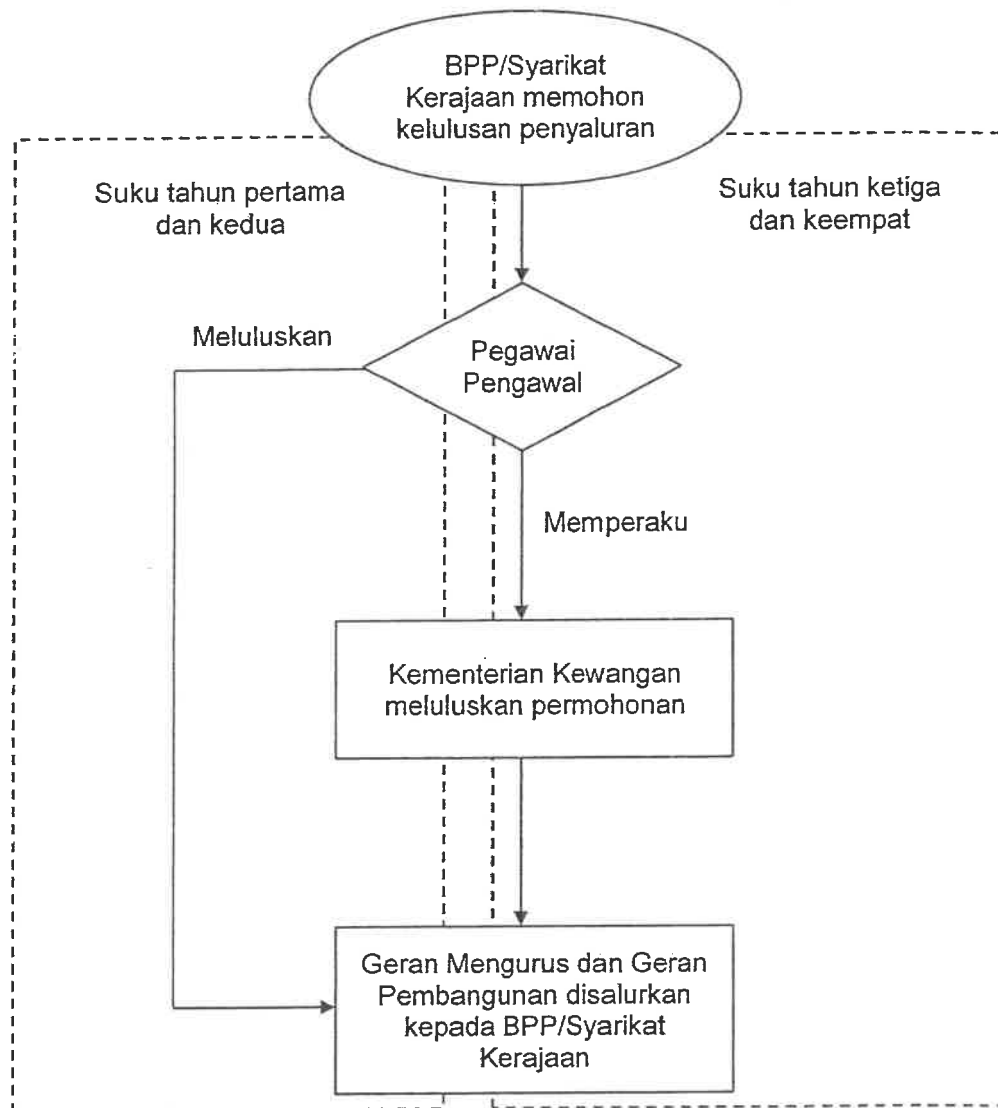 BPP/Syarikat
Kerajaan memohon
kelulusan penyaluran
Suku tahun pertama
dan kedua
Suku tahun ketiga
dan keempat
Meluluskan
Pegawai
Pengawal
Memperaku
Kementerian Kewangan
meluluskan permohonan
Geran Mengurus dan Geran
Pembangunan disalurkan
kepada BPP/Syarikat
Kerajaan